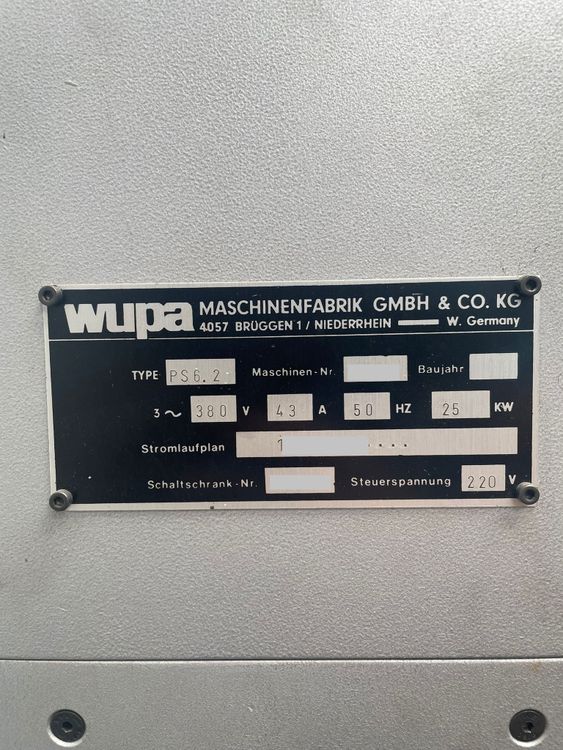 wupa MASCHINENFABRIK GMBH & CO. KG
4057 BRÜGGEN 1 / NIEDERRHEIN — W. Germany
TYPE PS6.2. Maschinen-Nr. Baujahr
3 ~ 380 V 43 A 50 HZ 25 KW
Stromlaufplan 1 ....
Schaltschrank-Nr. Steuerspannung 220 V